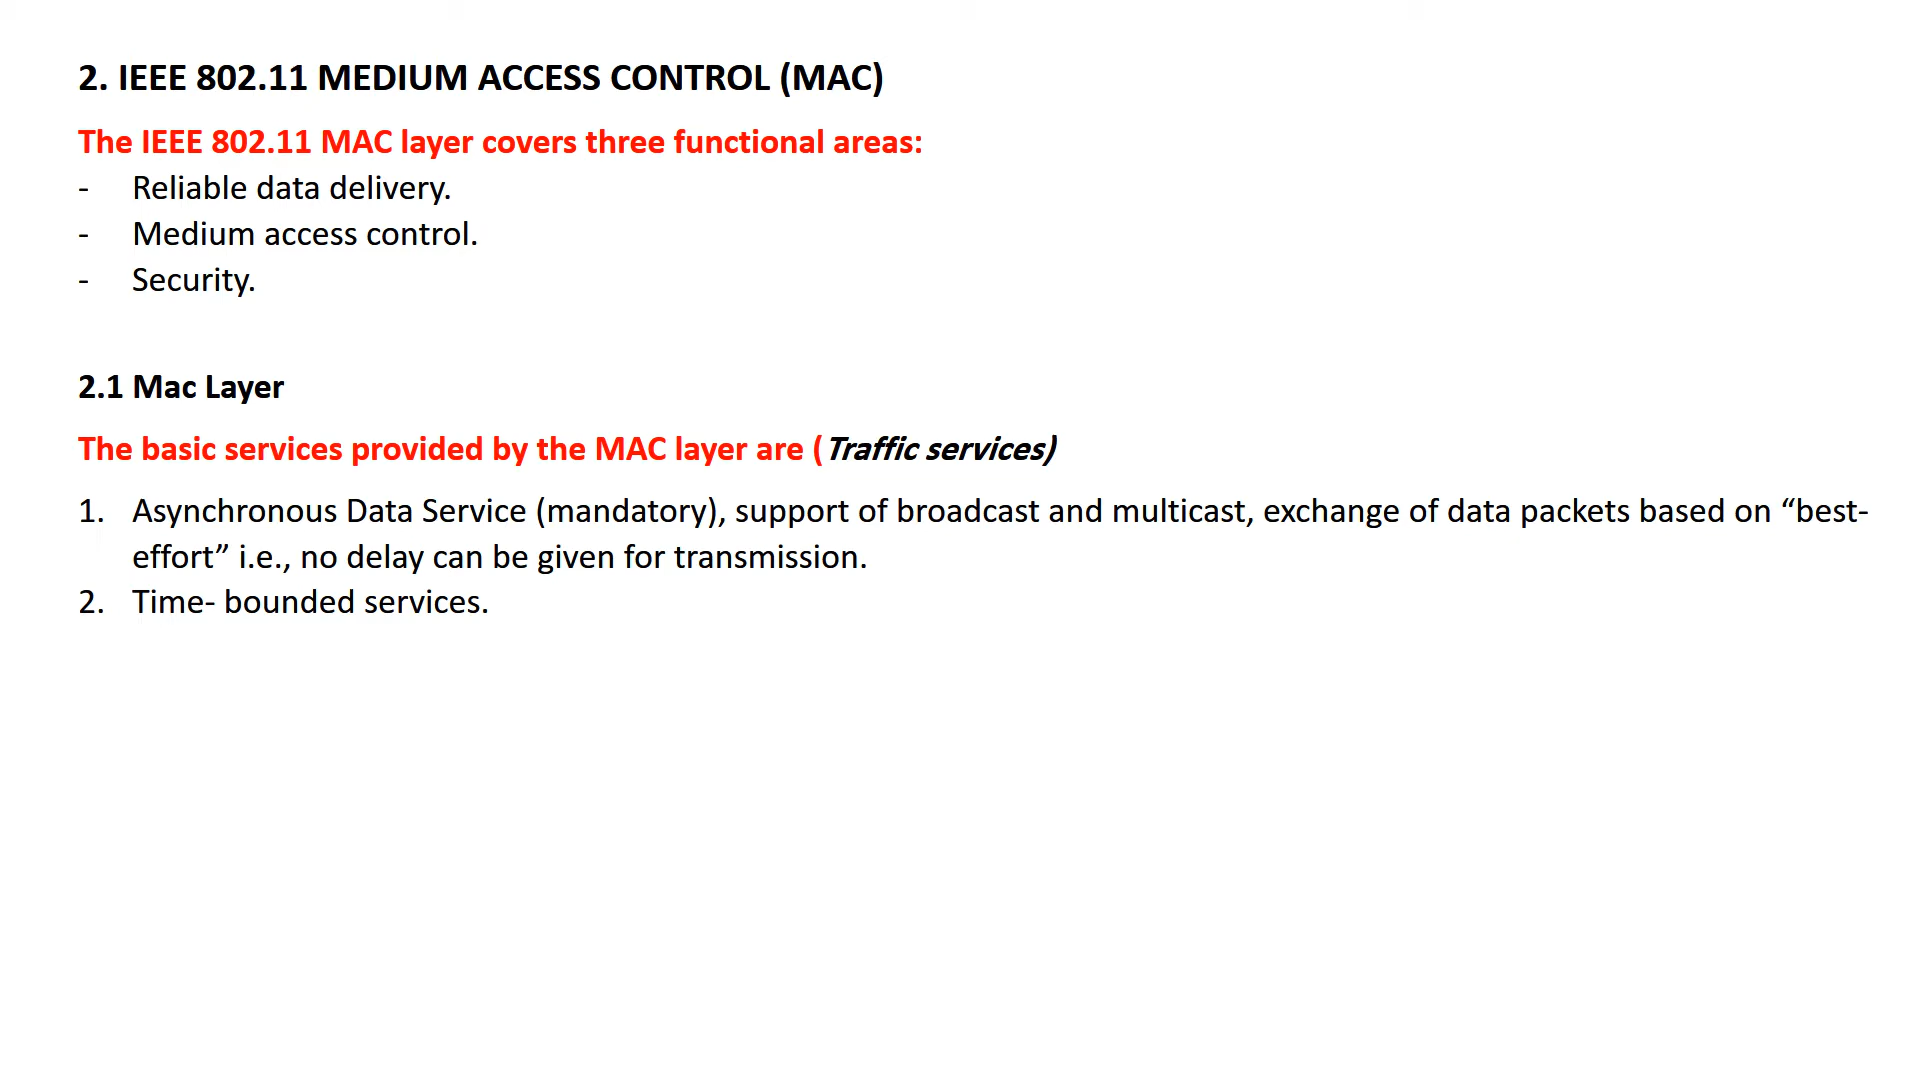 2. IEEE 802.11 MEDIUM ACCESS CONTROL (MAC)
The IEEE 802.11 MAC layer covers three functional areas:
- Reliable data delivery.
- Medium access control.
- Security.
2.1 Mac Layer
The basic services provided by the MAC layer are (Traffic services)
1. Asynchronous Data Service (mandatory), support of broadcast and multicast, exchange of data packets based on “best-
effort” i.e., no delay can be given for transmission.
2. Time- bounded services.